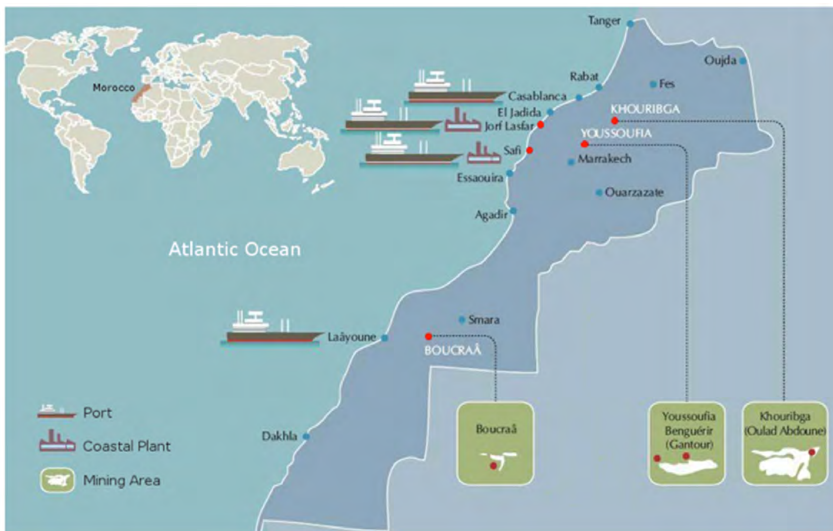 Tanger
Oujda
Morocco
Rabat
Fes
Casablanca
El Jadida
KHOURIBGA
Jorf Lasfar
YOUSSOUFIA
Safi
Marrakech
Essaouira
Ouarzazate
Agadir
Atlantic Ocean
Smara
Laâyoune
BOUCRAÂ
Port
Coastal Plant
Mining Area
Dakhla
Boucraâ
Youssoufia
Benguérir
(Gantour)
Khouribga
(Oulad Abdoune)